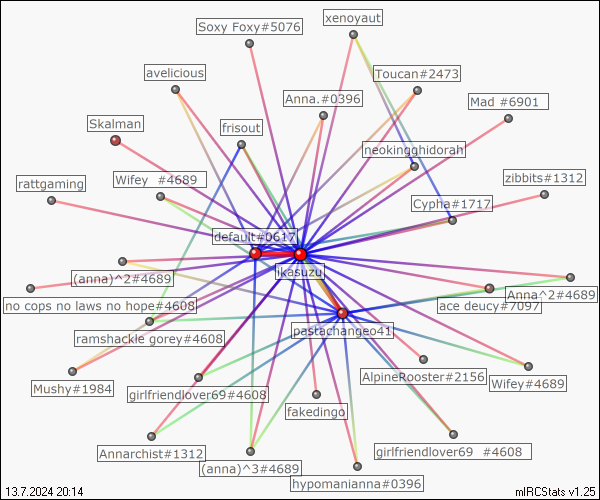 xenoyaut
Soxy Foxy#5076
avelicious
Toucan#2473
Anna.#0396
Mad #6901
Skalman
frisout
neokingghidorah
rattgaming
Wifey #4689
zibbits#1312
Cypha#1717
default#0617
ikasuzu
(anna)^2#4689
Anna^2#4689
no cops no laws no hope#4608
ace deucy#7097
pastachangeo41
ramshackle gorey#4608
AlpineRooster#2156
Mushy#1984
girlfriendlover69#4608
Wifey#4689
fakedingo
Annarchist#1312
girlfriendlover69 #4608
(anna)^3#4689
hypomanianna#0396
13.7.2024 20:14
mIRCStats v1.25